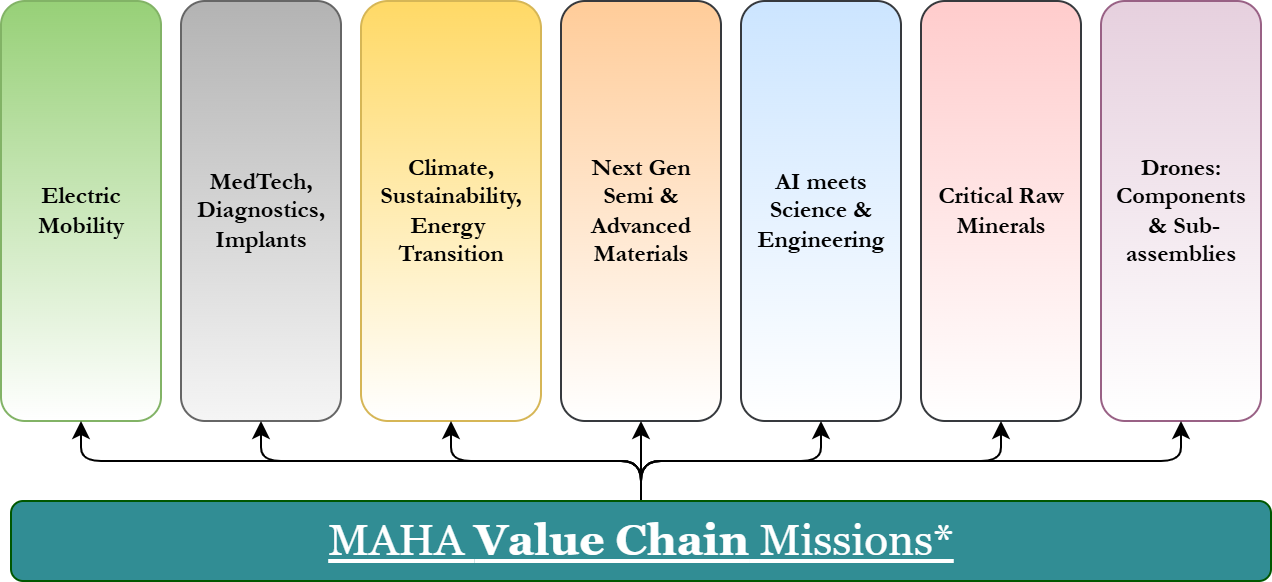 Electric
Mobility
MedTech,
Diagnostics,
Implants
Climate,
Sustainability,
Energy
Transition
Next Gen
Semi &
Advanced
Materials
AI meets
Science &
Engineering
Critical Raw
Minerals
Drones:
Components
& Sub-
assemblies
MAHA Value Chain Missions*